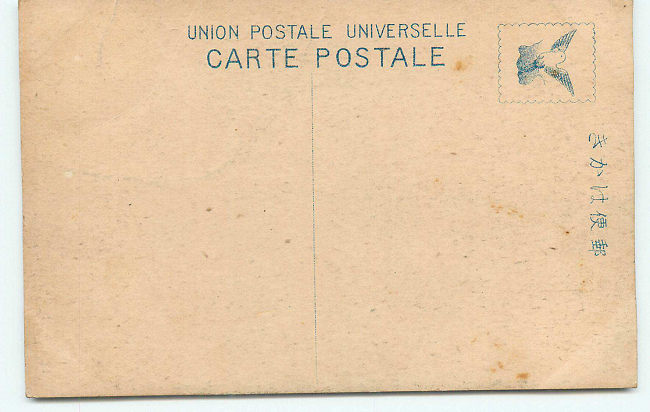 UNION POSTALE UNIVERSELLE
CARTE POSTALE
きかは便郵